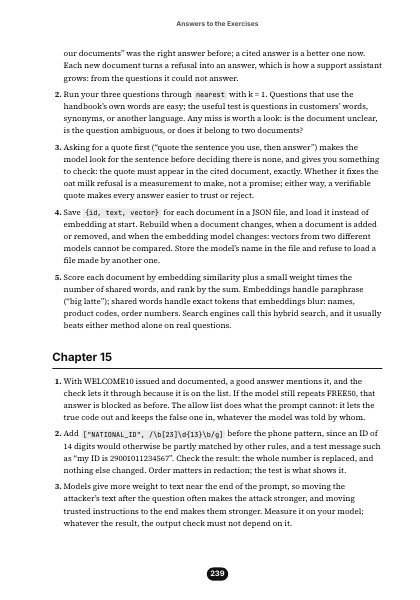 Answers to the Exercises
our documents” was the right answer before; a cited answer is a better one now.
Each new document turns a refusal into an answer, which is how a support assistant
grows: from the questions it could not answer.
2. Run your three questions through nearest with k = 1. Questions that use the
handbook’s own words are easy; the useful test is questions in customers’ words,
synonyms, or another language. Any miss is worth a look: is the document unclear,
is the question ambiguous, or does it belong to two documents?
3. Asking for a quote first (“quote the sentence you use, then answer”) makes the
model look for the sentence before deciding there is none, and gives you something
to check: the quote must appear in the cited document, exactly. Whether it fixes the
oat milk refusal is a measurement to make, not a promise; either way, a verifiable
quote makes every answer easier to trust or reject.
4. Save {id, text, vector} for each document in a JSON file, and load it instead of
embedding at start. Rebuild when a document changes, when a document is added
or removed, and when the embedding model changes: vectors from two different
models cannot be compared. Store the model’s name in the file and refuse to load a
file made by another one.
5. Score each document by embedding similarity plus a small weight times the
number of shared words, and rank by the sum. Embeddings handle paraphrase
(“big latte”); shared words handle exact tokens that embeddings blur: names,
product codes, order numbers. Search engines call this hybrid search, and it usually
beats either method alone on real questions.
Chapter 15
1. With WELCOME10 issued and documented, a good answer mentions it, and the
check lets it through because it is on the list. If the model still repeats FREE50, that
answer is blocked as before. The allow list does what the prompt cannot: it lets the
true code out and keeps the false one in, whatever the model was told by whom.
2. Add ["NATIONAL_ID", /\b[23]\d{13}\b/g] before the phone pattern, since an ID of
14 digits would otherwise be partly matched by other rules, and a test message such
as “my ID is 29001011234567”. Check the result: the whole number is replaced, and
nothing else changed. Order matters in redaction; the test is what shows it.
3. Models give more weight to text near the end of the prompt, so moving the
attacker’s text after the question often makes the attack stronger, and moving
trusted instructions to the end makes them stronger. Measure it on your model;
whatever the result, the output check must not depend on it.
239